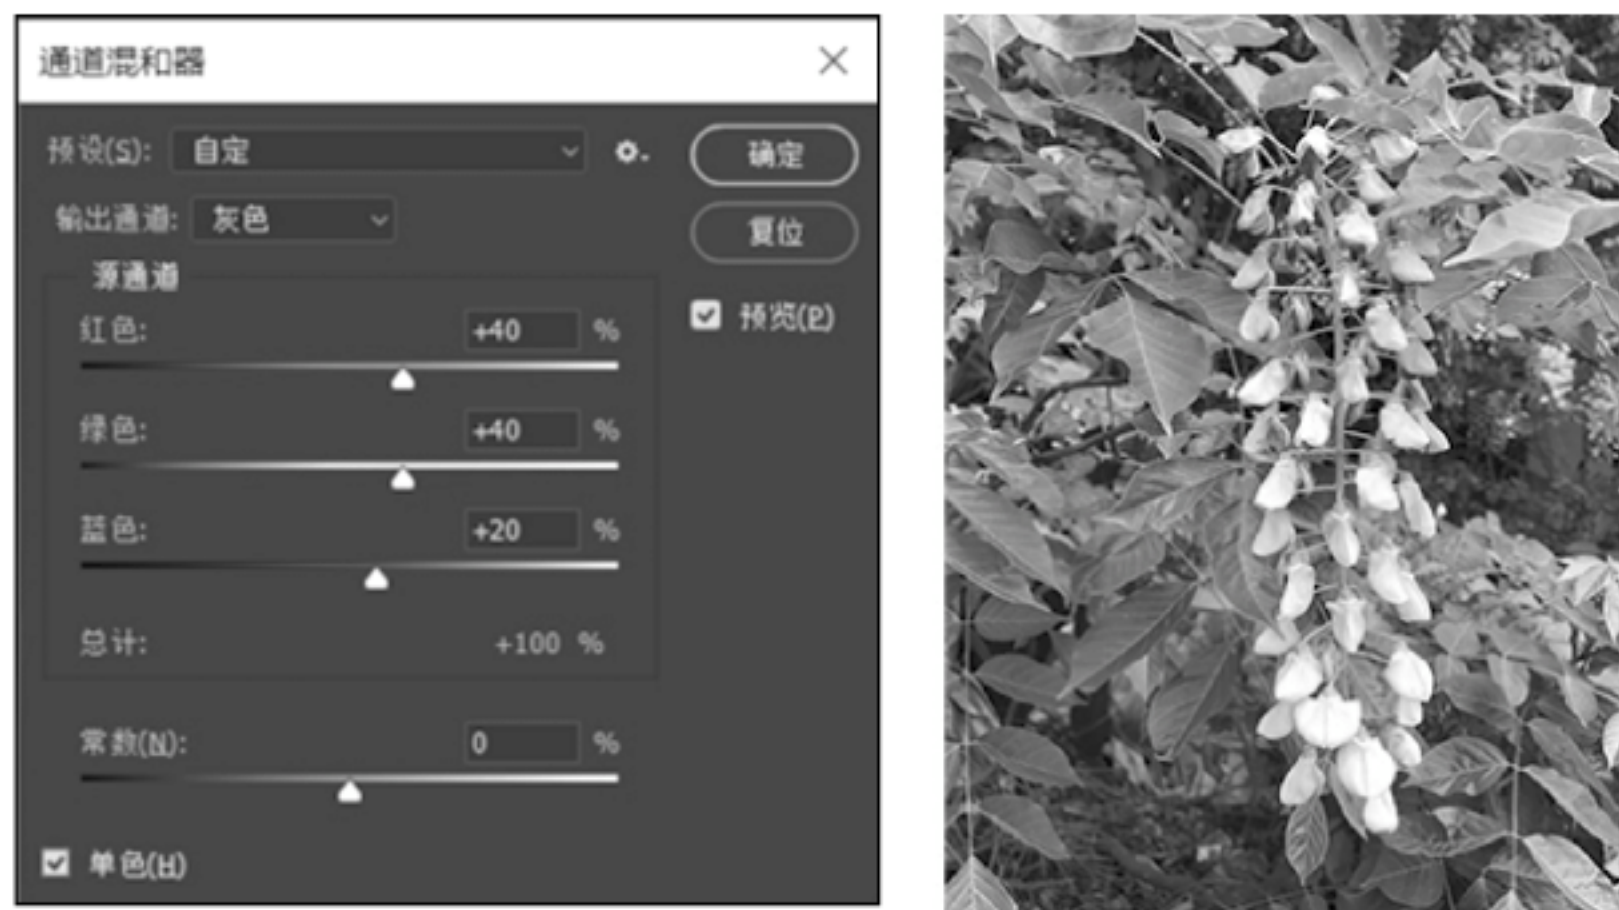 通道混和器
预设(S): 自定
确定
输出通道: 灰色
复位
源通道
预览(P)
红色: +40 %
绿色: +40 %
蓝色: +20 %
总计: +100 %
常数(N): 0 %
单色(H)